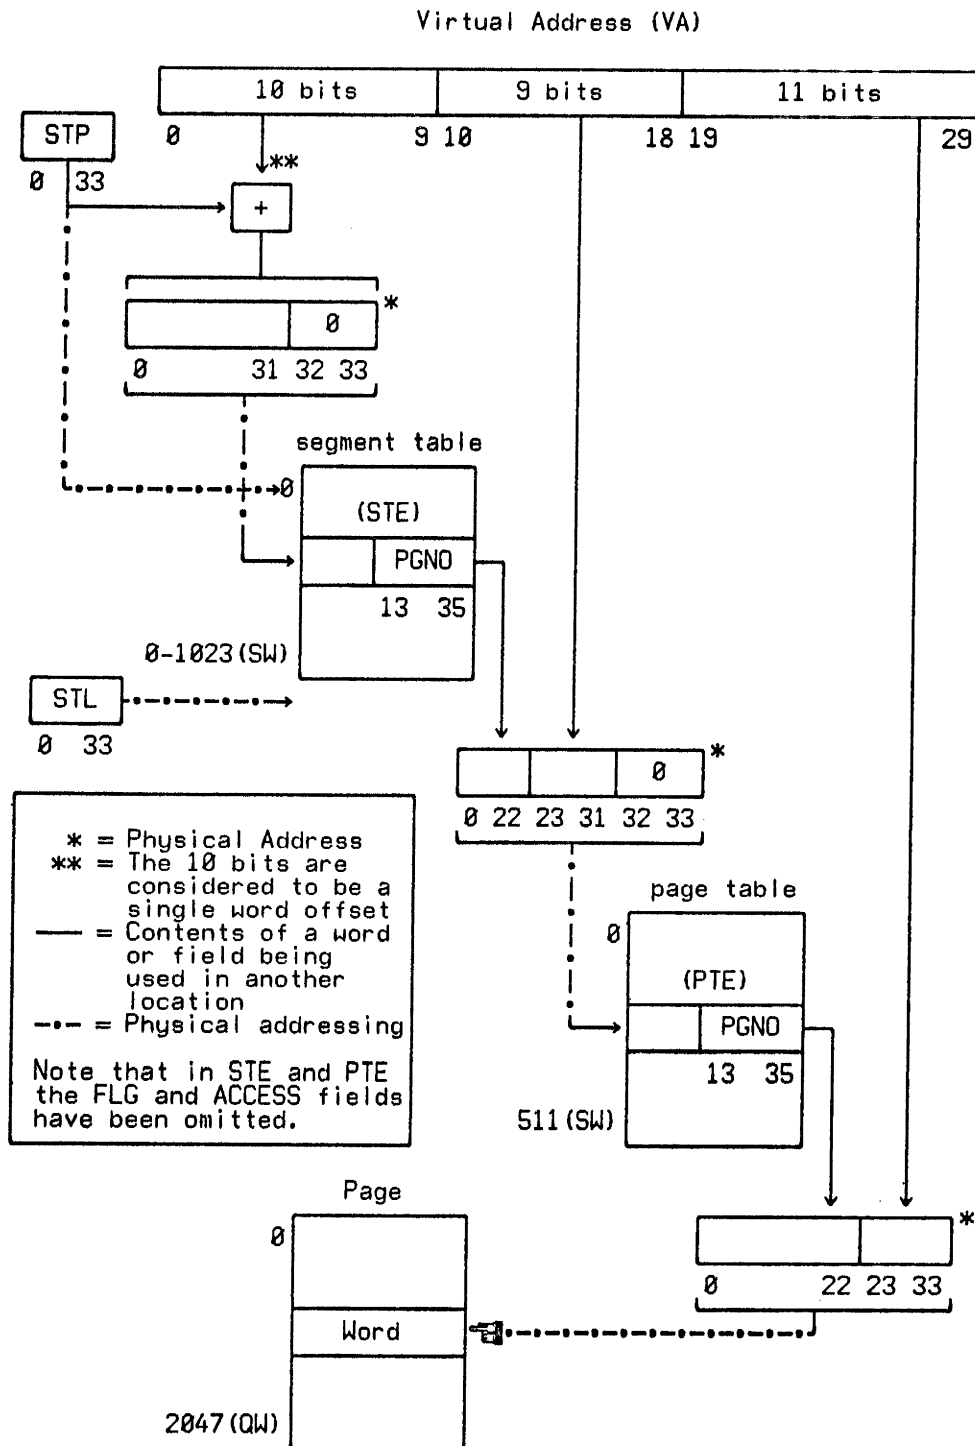 Virtual Address (VA)
10 bits 9 bits 11 bits
STP 0 9 10 18 19 29
0 33 **
+
*
0
0 31 32 33
segment table
0
(STE)
PGNO
13 35
0-1023(SW)
STL
0 33
*
0
0 22 23 31 32 33
* = Physical Address
** = The 10 bits are
considered to be a
single word offset
= Contents of a word
or field being
used in another
location
= Physical addressing
Note that in STE and PTE
the FLG and ACCESS fields
have been omitted.
page table
0
(PTE)
PGNO
13 35
511(SW)
Page
0
*
0 22 23 33
Word
2047(QW)